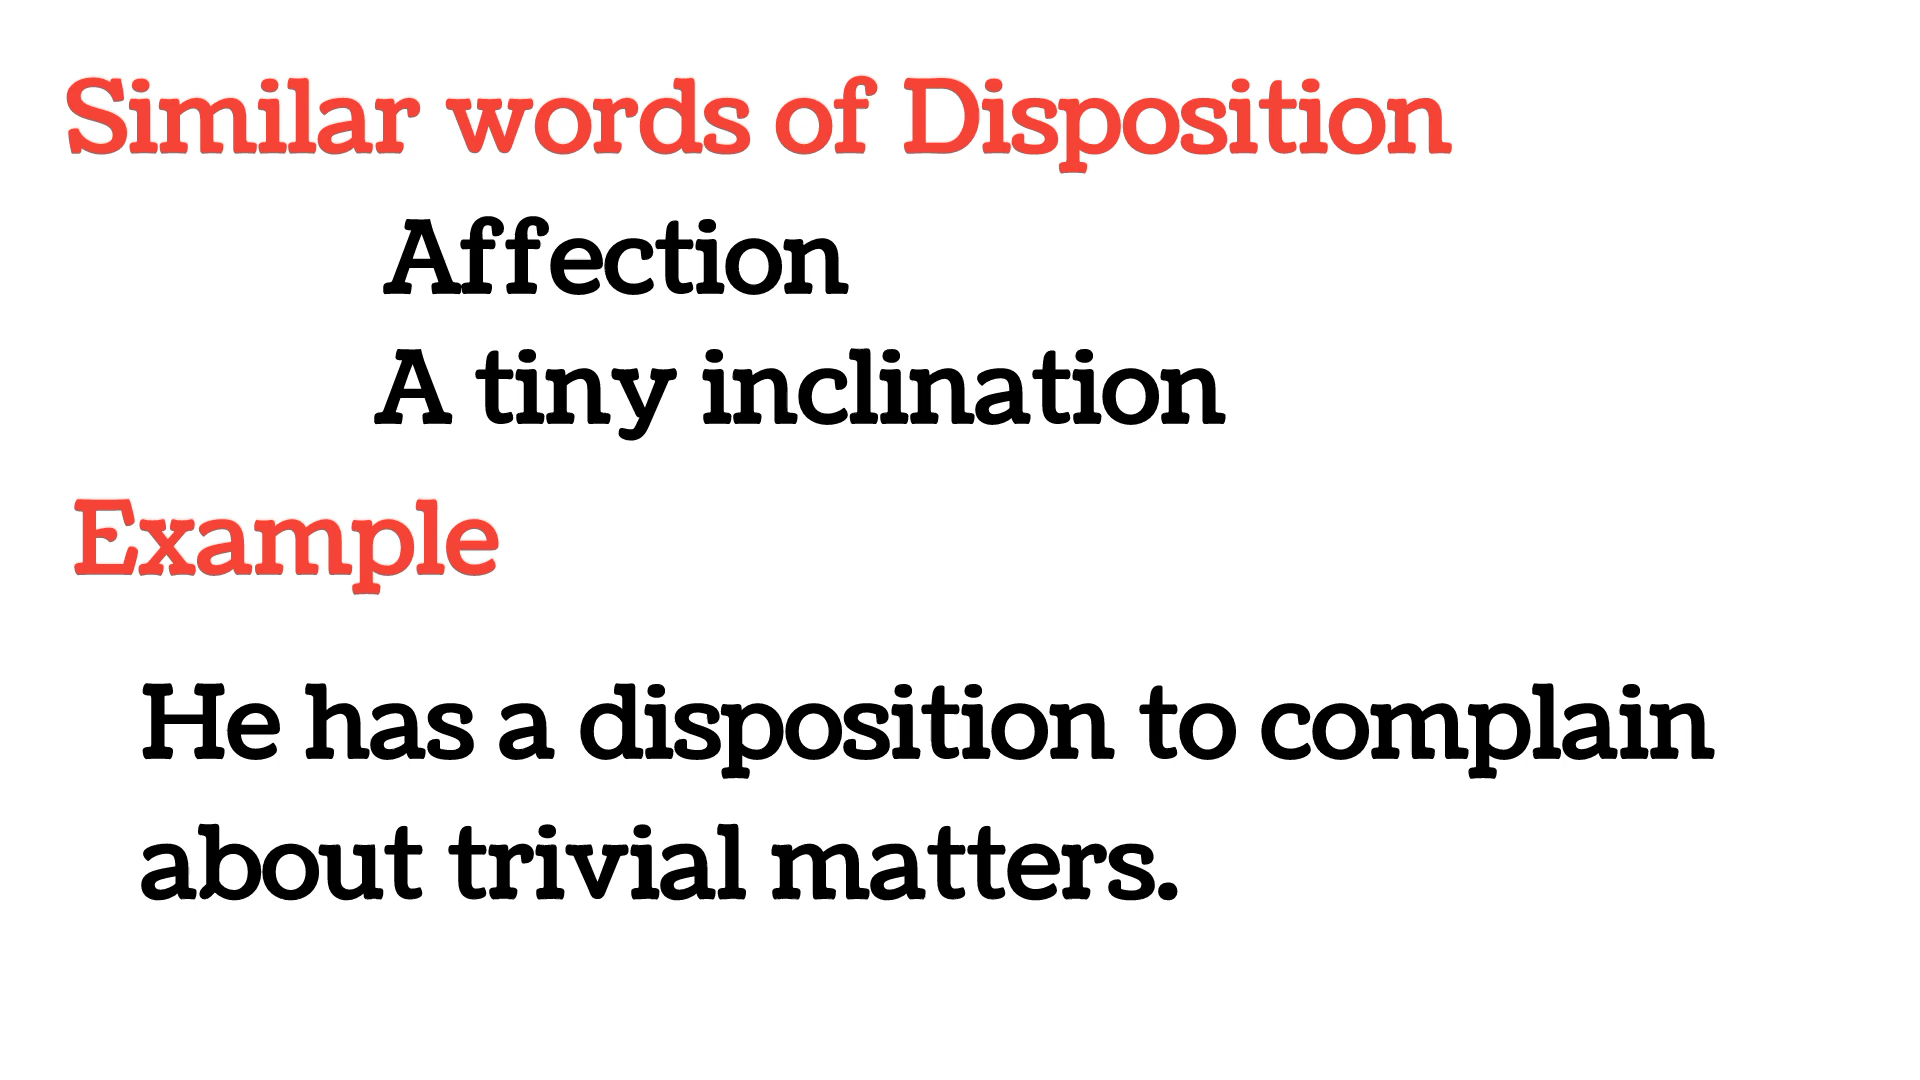 Similar words of Disposition
Affection
A tiny inclination
Example
He has a disposition to complain
about trivial matters.